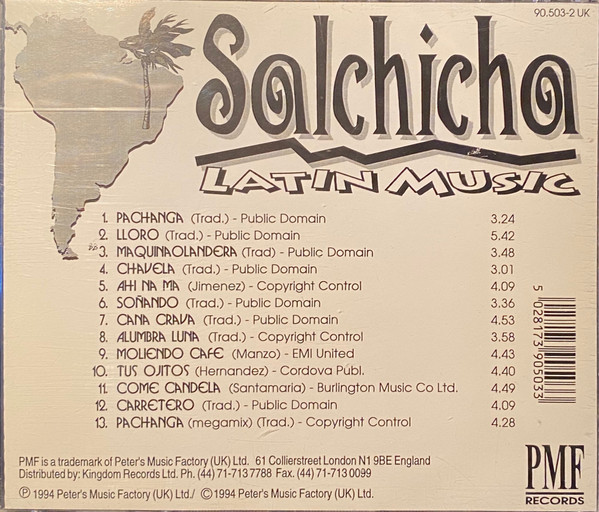 90.503-2 UK
Salchicha
LATIN MUSIC
1. PACHANGA (Trad.) - Public Domain 3.24
2. LLORO (Trad.) - Public Domain 5.42
3. MAQUINAOLANDERA (Trad) - Public Domain 3.48
4. CHAVELA (Trad.) - Public Domain 3.01
5. AHI NA MA (Jimenez) - Copyright Control 4.09
6. SOÑANDO (Trad.) - Public Domain 3.36
7. CANA CRAVA (Trad.) - Public Domain 4.53
8. ALUMBRA LUNA (Trad.) - Copyright Control 3.58
9. MOLIENDO CAFE (Manzo) - EMI United 4.43
10. TUS OJITOS (Hernandez) - Cordova Públ. 4.40
11. COME CANDELA (Santamaria) - Burlington Music Co Ltd. 4.49
12. CARRETERO (Trad.) - Public Domain 4.09
13. PACHANGA (megamix) (Trad.) - Copyright Control 4.28
5 028173 905033
PMF is a trademark of Peter's Music Factory (UK) Ltd. 61 Collierstreet London N1 9BE England
Distributed by: Kingdom Records Ltd. Ph. (44) 71-713 7788 Fax. (44) 71-713 0099
Ⓟ 1994 Peter's Music Factory (UK) Ltd./ © 1994 Peter's Music Factory (UK) Ltd.
PMF
RECORDS